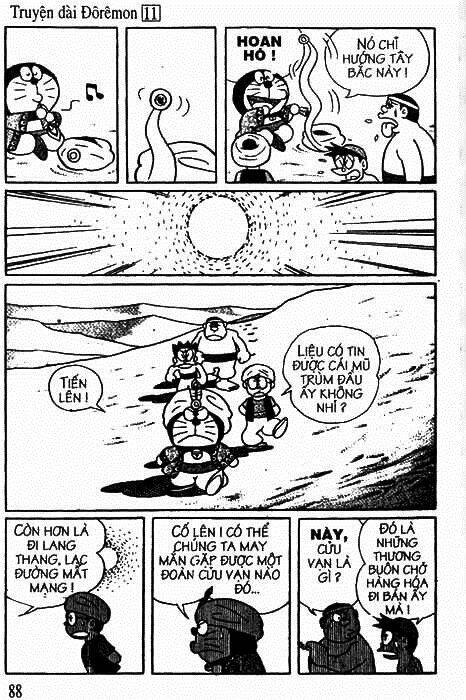 Truyện dài Đôrêmon 11
HOAN
HÔ !
NÓ CHỈ
HƯỚNG TÂY
BẮC NÀY !
TIẾN
LÊN !
LIỆU CÓ TIN
ĐƯỢC CÁI MŨ
TRÙM ĐẦU
ẤY KHÔNG
NHỈ ?
CÒN HƠN LÀ
ĐI LANG
THANG, LẠC
ĐƯỜNG MẤT
MẠNG !
CỐ LÊN ! CÓ THỂ
CHÚNG TA MAY
MẮN GẶP ĐƯỢC MỘT
ĐOÀN CỬU VẠN NÀO
ĐÓ...
NÀY,
CỬU
VẠN LÀ
GÌ ?
ĐÓ LÀ
NHỮNG
THƯƠNG
BUÔN CHỞ
HÀNG HÓA
ĐI BÁN ẤY
MÀ !
88